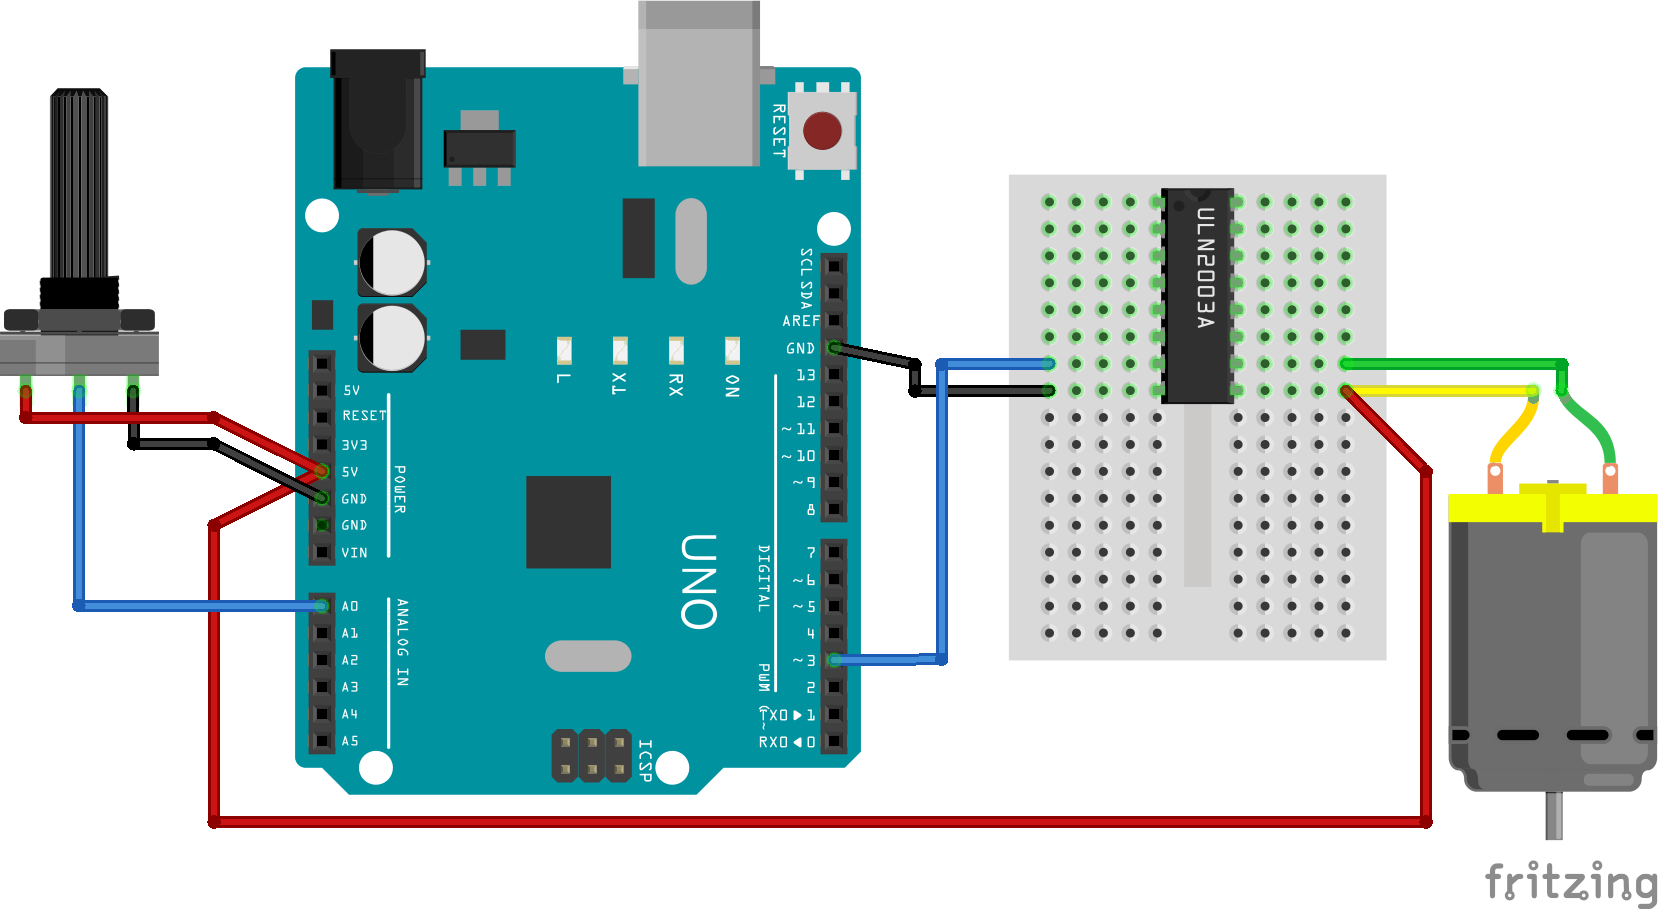 RESET
SCL
SDA
AREF
GND
13
12
~11
~10
~9
8
5V
RESET
3V3
5V
GND
GND
VIN
POWER
A0
A1
A2
A3
A4
A5
ANALOG IN
L
TX
RX
ON
UNO
DIGITAL
PWM (~)
7
~6
~5
4
~3
2
TX0▶1
RX0◀0
ICSP
ULN2003A
fritzing